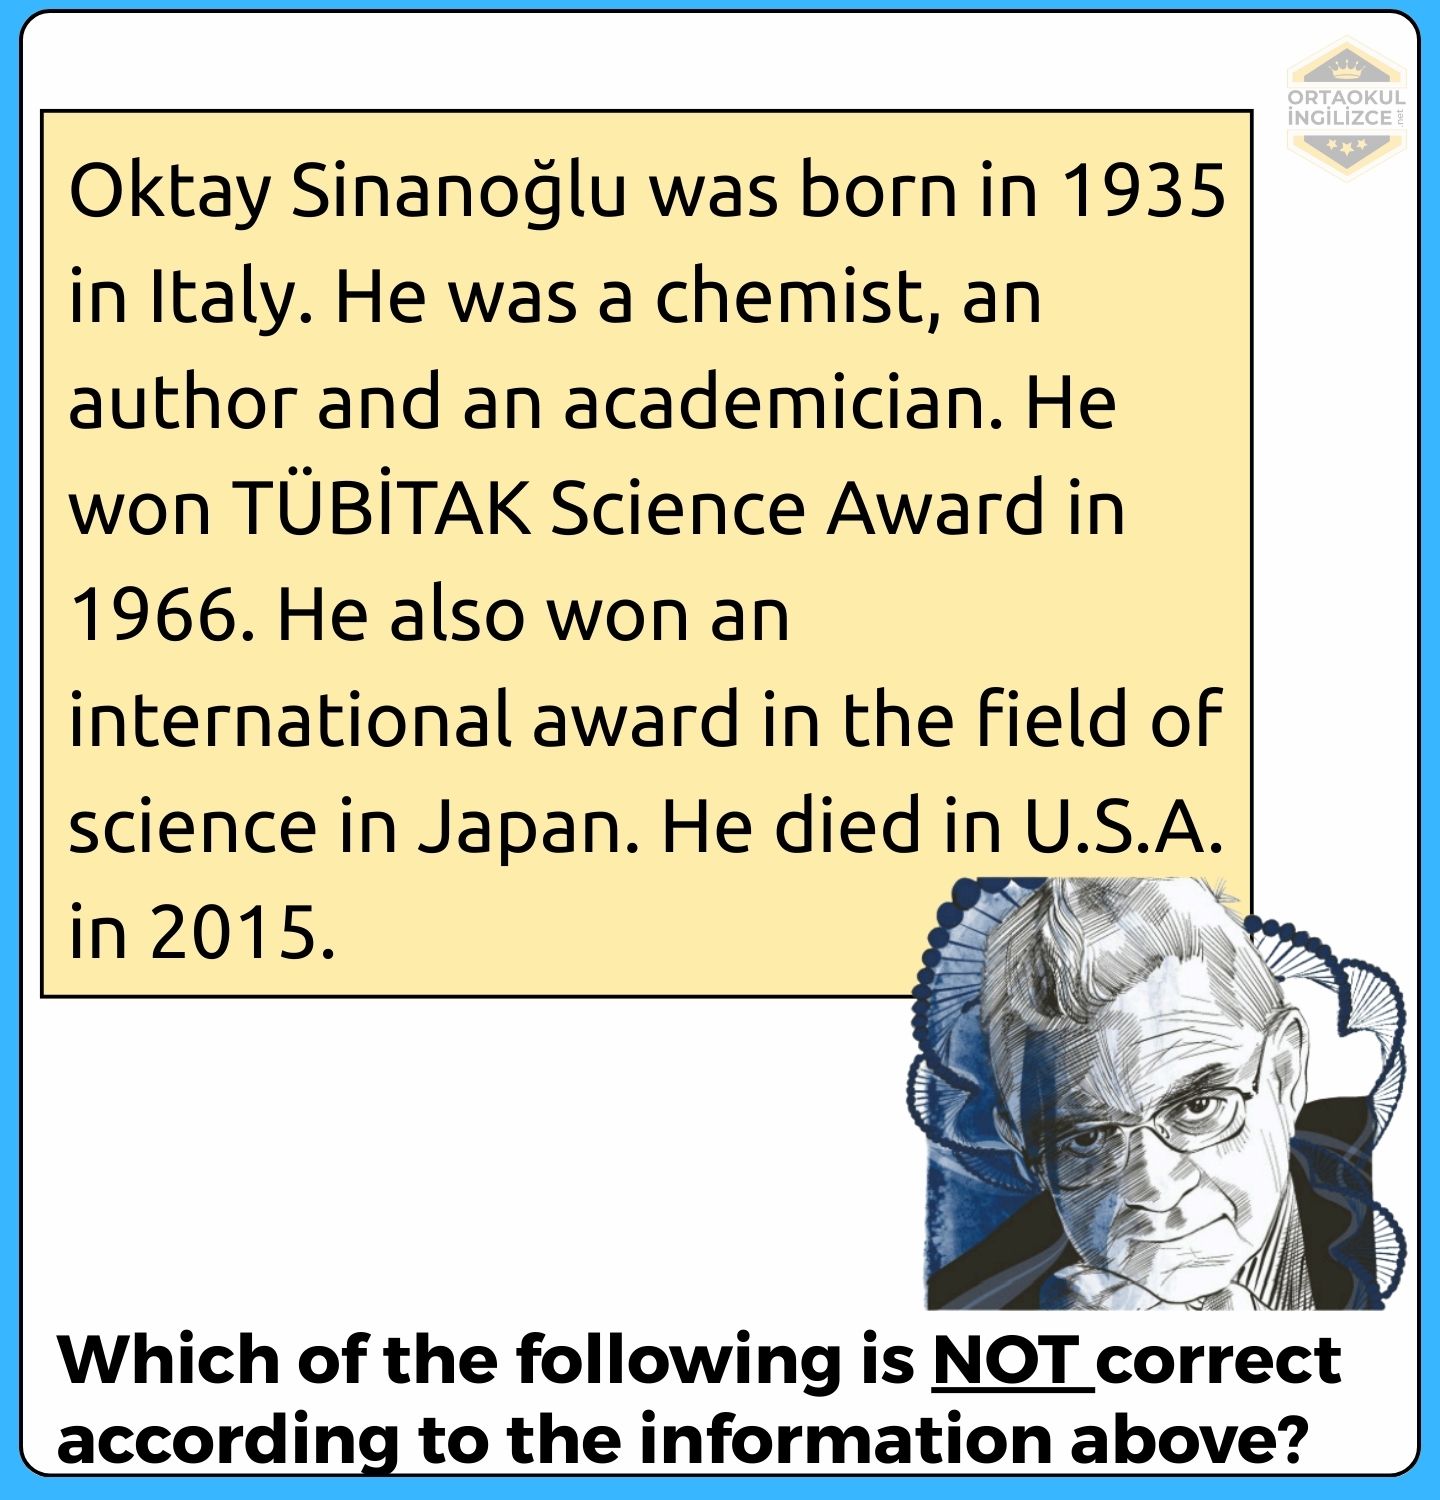 ORTAOKUL
İNGİLİZCE
.net
Oktay Sinanoğlu was born in 1935
in Italy. He was a chemist, an
author and an academician. He
won TÜBİTAK Science Award in
1966. He also won an
international award in the field of
science in Japan. He died in U.S.A.
in 2015.
Which of the following is NOT correct
according to the information above?